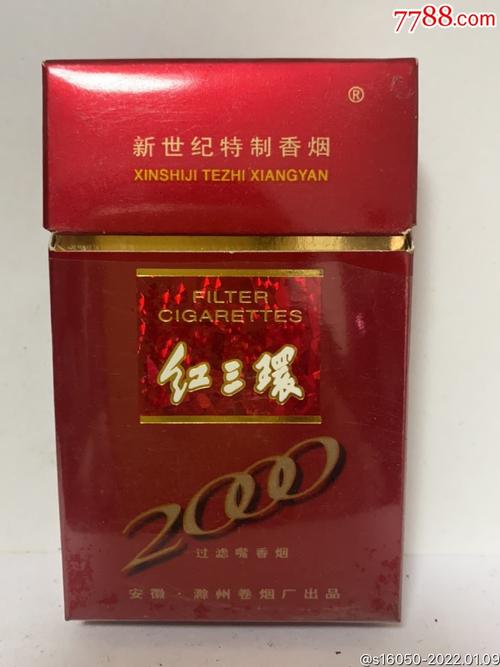 7788.com
®
新世纪特制香烟
XINSHIJI TEZHI XIANGYAN
FILTER
CIGARETTES
红三環
2000
过滤嘴香烟
安徽·滁州卷烟厂出品
@s16050-2022.01.09